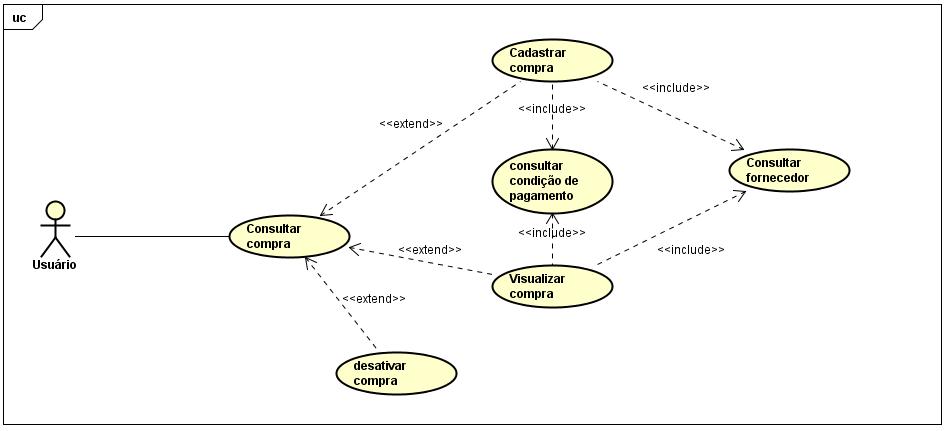 uc
Cadastrar
compra
<<include>>
<<include>>
<<extend>>
consultar
condição de
pagamento
Consultar
fornecedor
Usuário
Consultar
compra
<<include>>
<<extend>>
<<include>>
Visualizar
compra
<<extend>>
desativar
compra